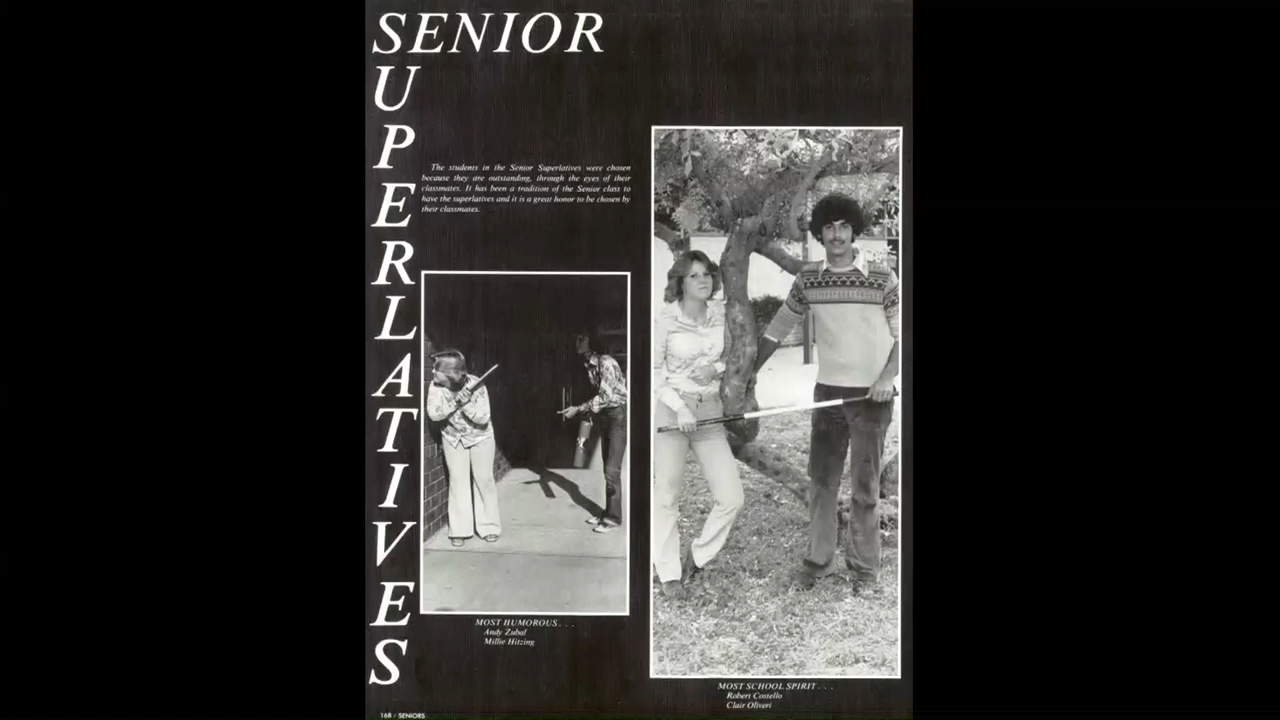 SENIOR
SUPERLATIVES
The students in the Senior Superlatives were chosen
because they are outstanding, through the eyes of their
classmates. It has been a tradition of the Senior class to
have the superlatives and it is a great honor to be chosen by
their classmates.
MOST HUMOROUS . . .
Andy Zubal
Millie Hitzing
MOST SCHOOL SPIRIT . . .
Robert Costello
Clair Oliveri
168 / SENIORS